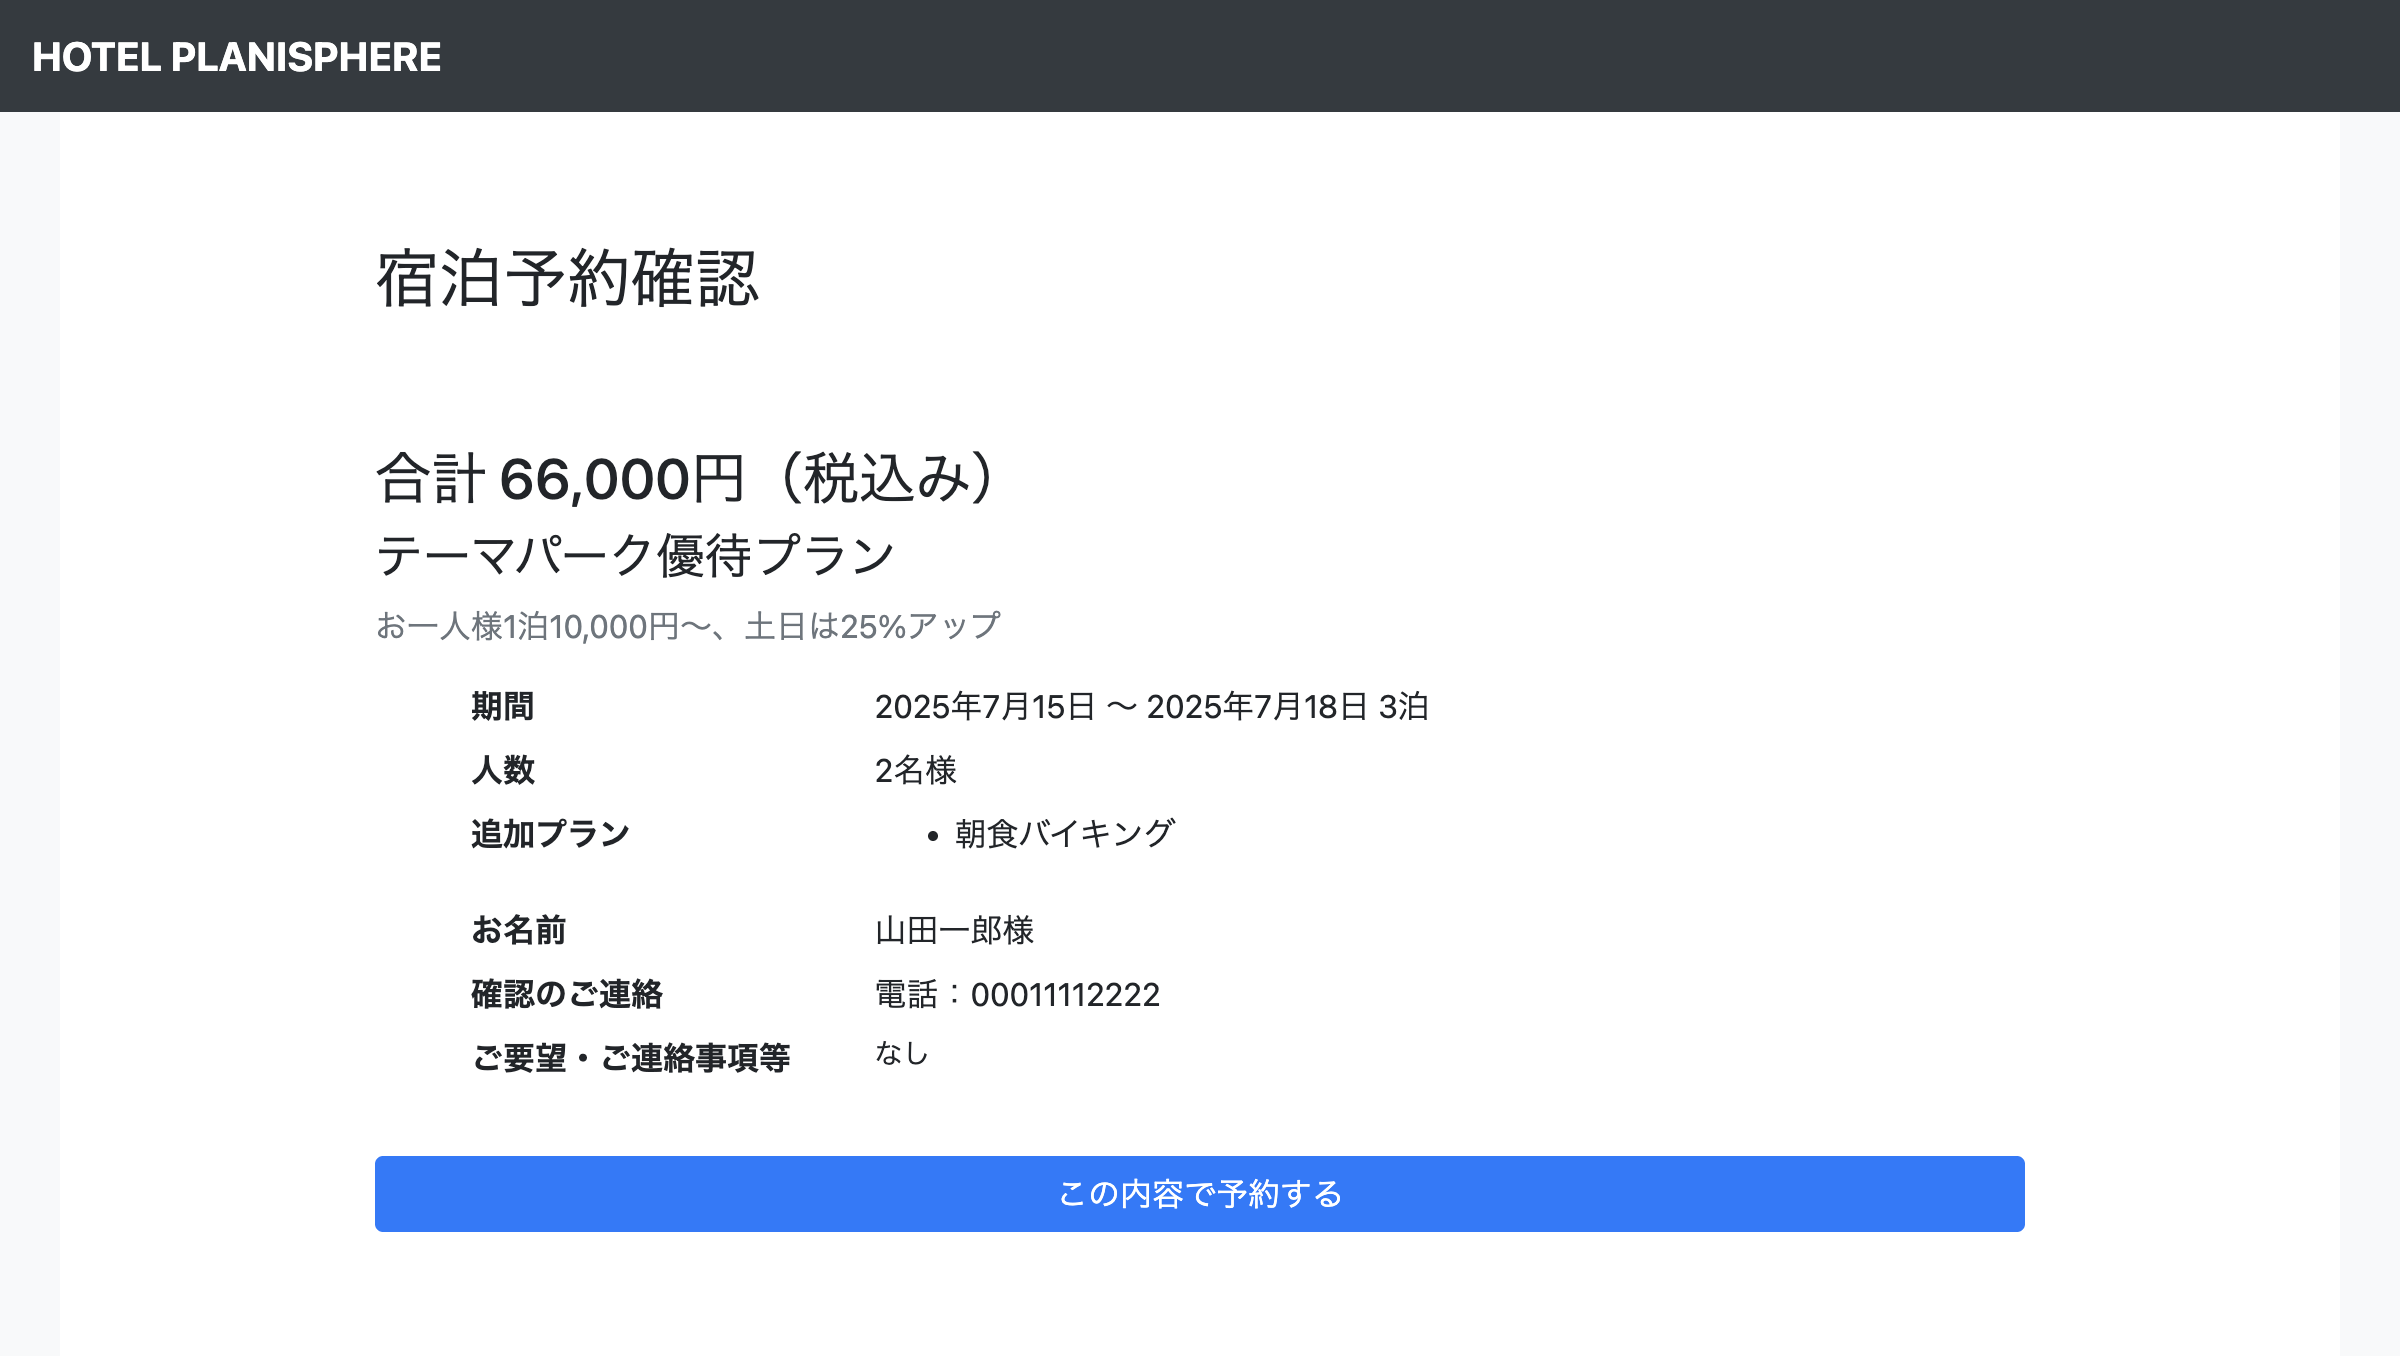 HOTEL PLANISPHERE
宿泊予約確認
合計 66,000円（税込み）
テーマパーク優待プラン
お一人様1泊10,000円〜、土日は25%アップ
期間 2025年7月15日 〜 2025年7月18日 3泊
人数 2名様
追加プラン • 朝食バイキング
お名前 山田一郎様
確認のご連絡 電話：00011112222
ご要望・ご連絡事項等 なし
この内容で予約する